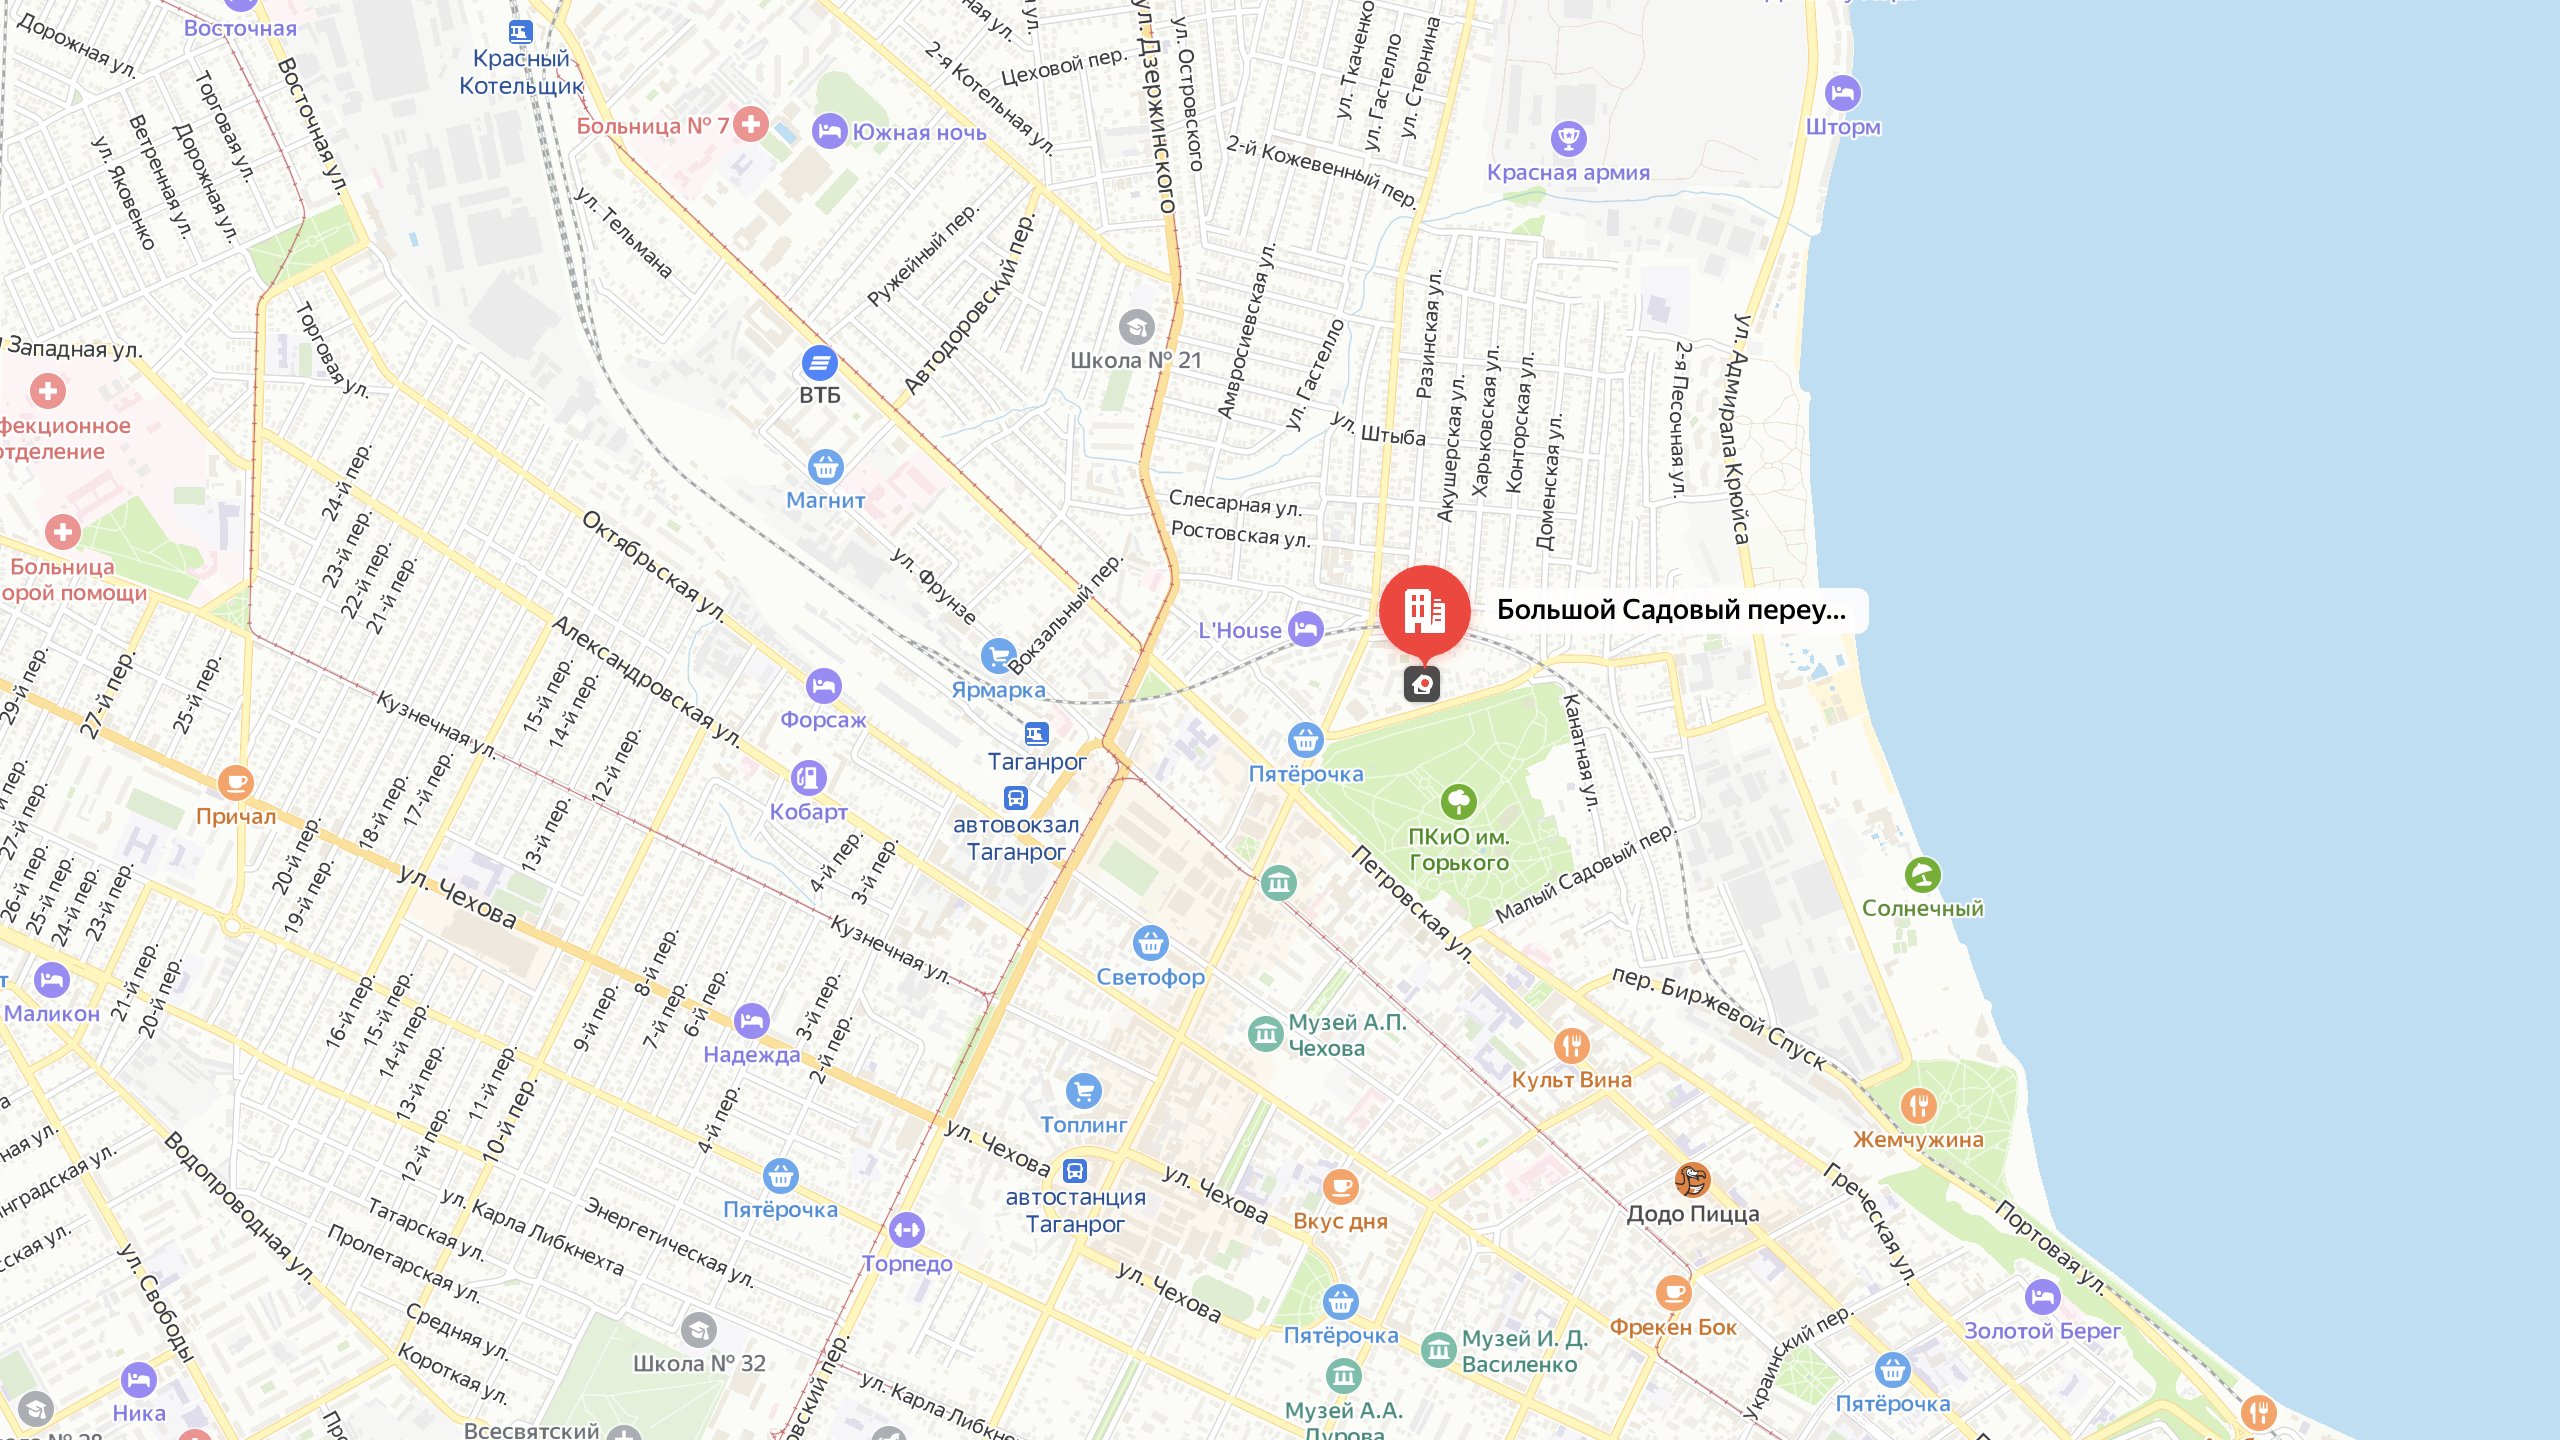 Восточная
Дорожная ул.
Восточная ул.
Торговая ул.
Ветренная ул.
Дорожная ул.
ул. Яковенко
Красный
Котельщик
Больница № 7
Южная ночь
2-я Котельная ул.
Цеховой пер.
ул. Дзержинского
ул. Островского
ул. Ткаченко
ул. Гастелло
ул. Стернина
2-й Кожевенный пер.
Красная армия
Шторм
ул. Тельмана
Ружейный пер.
Автодоровский пер.
Западная ул.
Торговая ул.
ВТБ
Школа № 21
Амвросиевская ул.
ул. Гастелло
ул. Штыба
Разинская ул.
Акушерская ул.
Харьковская ул.
Конторская ул.
Доменская ул.
2-я Песочная ул.
ул. Адмирала Крюйса
фекционное
отделение
Больница
орой помощи
24-й пер.
23-й пер.
22-й пер.
21-й пер.
Магнит
Октябрьская ул.
ул. Фрунзе
Вокзальный пер.
Слесарная ул.
Ростовская ул.
L'House
Большой Садовый переу...
Александровская ул.
Ярмарка
Форсаж
Таганрог
Кобарт
автовокзал
Таганрог
Пятёрочка
ПКиО им.
Горького
Канатная ул.
Малый Садовый пер.
Петровская ул.
Солнечный
29-й пер.
27-й пер.
25-й пер.
Кузнечная ул.
15-й пер.
14-й пер.
12-й пер.
Причал
18-й пер.
17-й пер.
13-й пер.
4-й пер.
3-й пер.
27-й пер.
26-й пер.
25-й пер.
24-й пер.
23-й пер.
20-й пер.
19-й пер.
ул. Чехова
Кузнечная ул.
Светофор
пер. Биржевой Спуск
Маликон
21-й пер.
20-й пер.
16-й пер.
15-й пер.
14-й пер.
13-й пер.
12-й пер.
11-й пер.
10-й пер.
9-й пер.
8-й пер.
7-й пер.
6-й пер.
3-й пер.
2-й пер.
4-й пер.
Надежда
Музей А.П.
Чехова
Культ Вина
Топлинг
Жемчужина
ул. Чехова
автостанция
Таганрог
ул. Чехова
Вкус дня
Додо Пицца
Греческая ул.
Портовая ул.
Водопроводная ул.
ул. Свободы
Татарская ул.
ул. Карла Либкнехта
Энергетическая ул.
Пролетарская ул.
Средняя ул.
Короткая ул.
Пятёрочка
Торпедо
ул. Чехова
Пятёрочка
Фрекен Бок
Украинский пер.
Золотой Берег
Пятёрочка
Школа № 32
Музей И. Д.
Василенко
Музей А.А.
Дурова
ул. Карла Либкне
Ника
Всесвятский